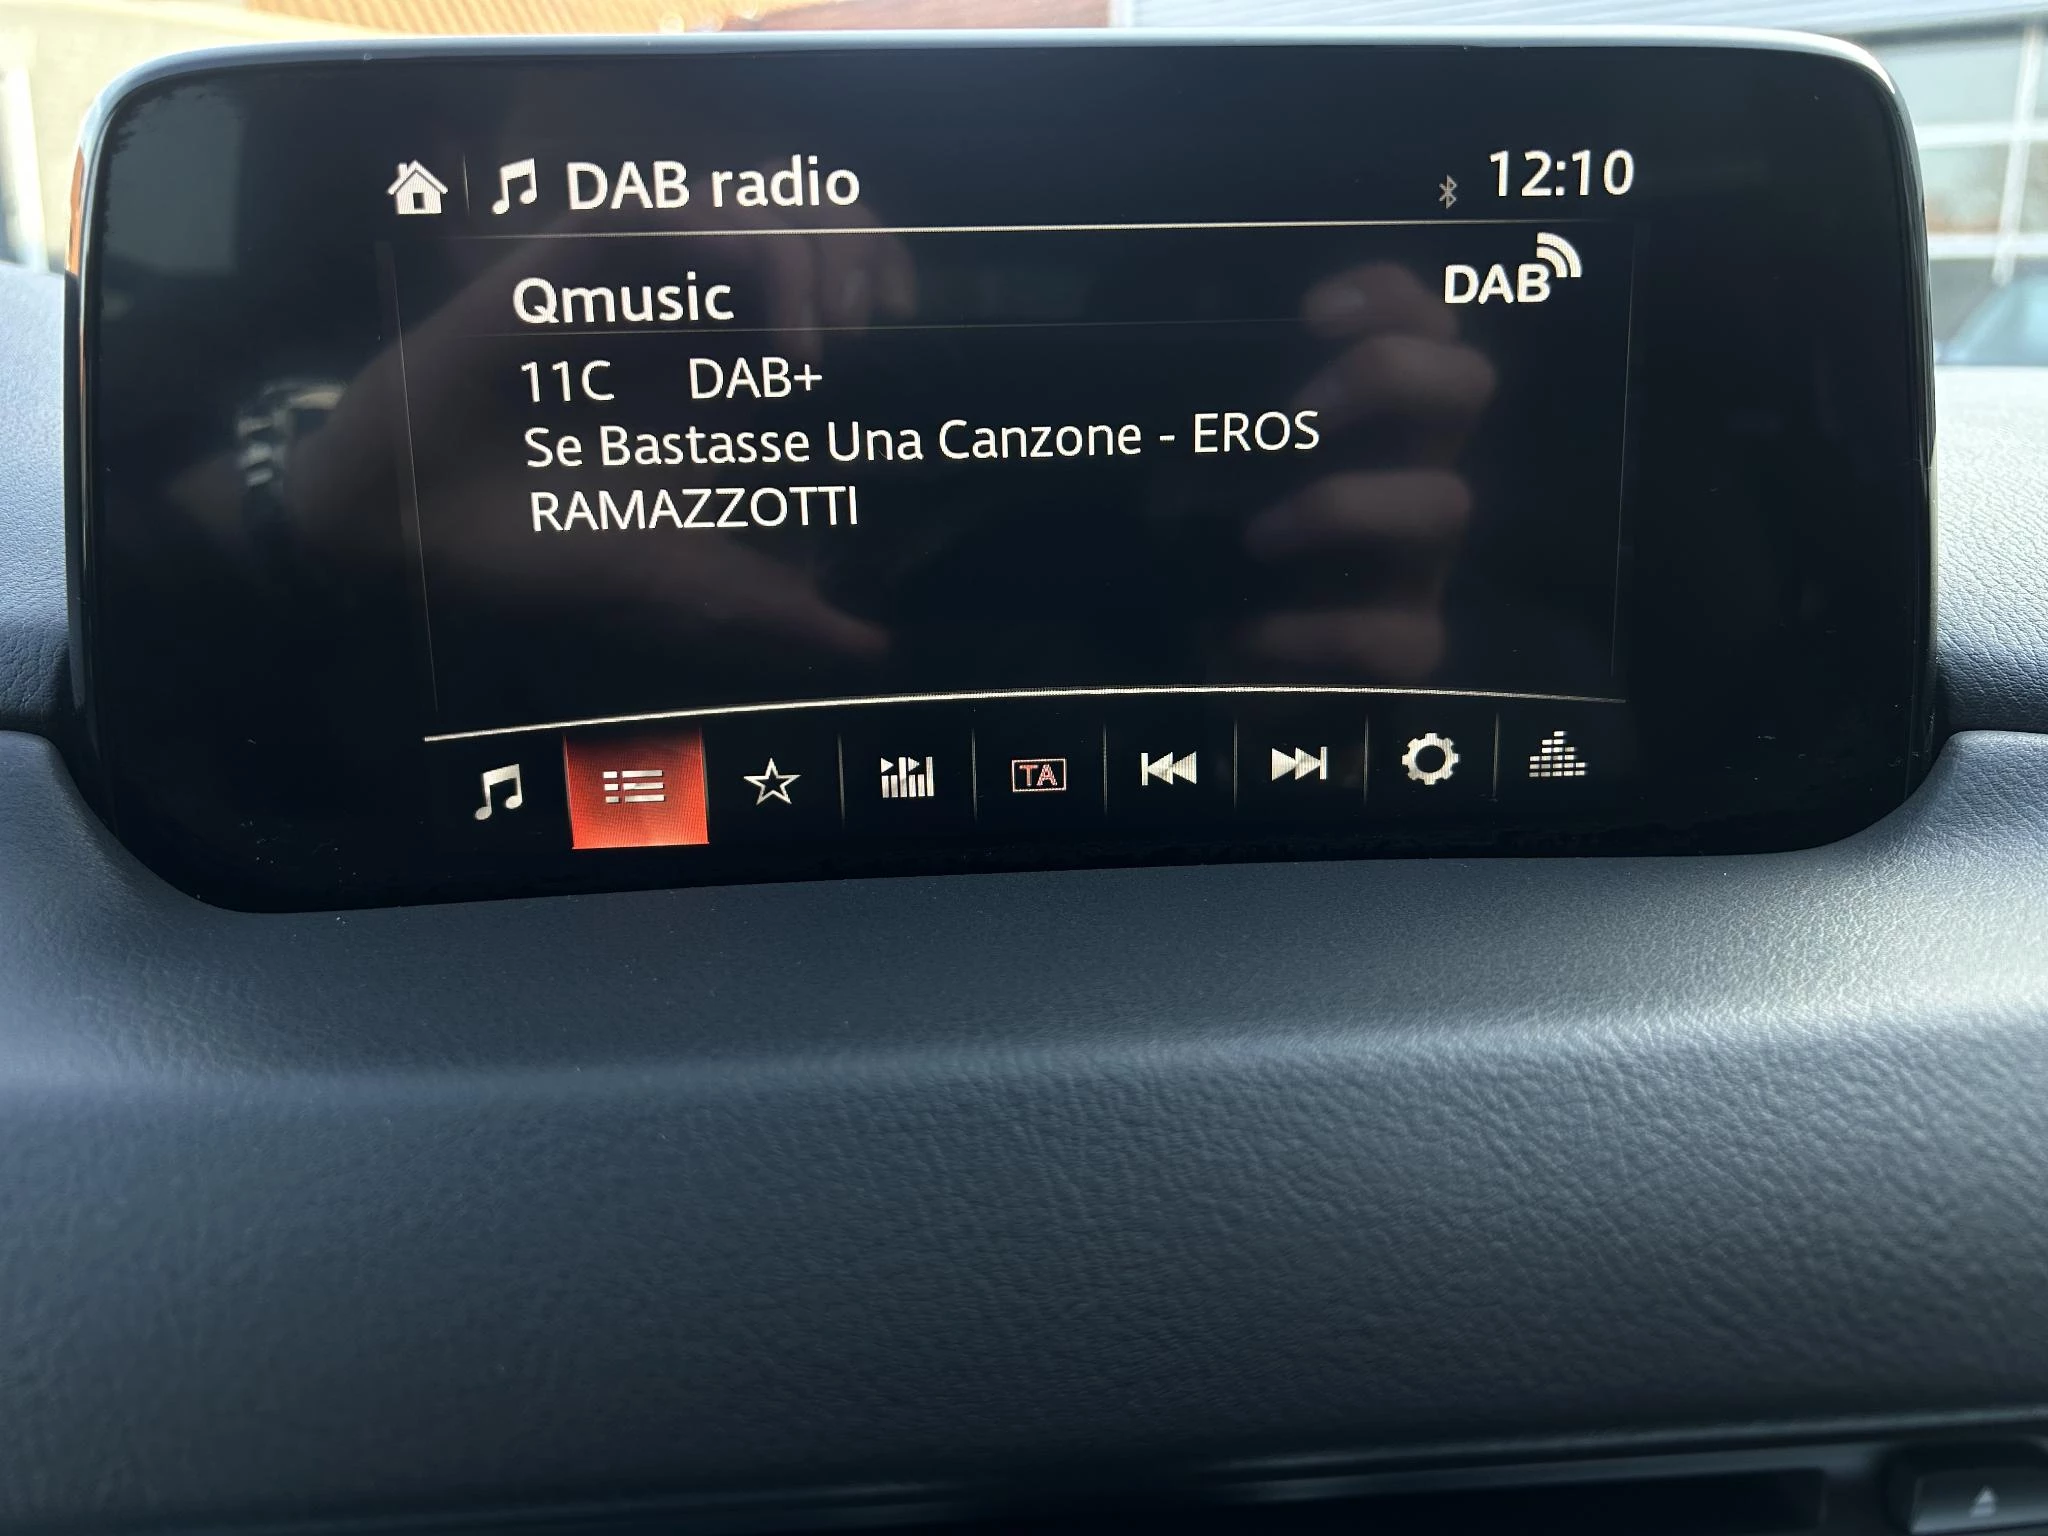 DAB radio
12:10
Qmusic
DAB
11C DAB+
Se Bastasse Una Canzone - EROS
RAMAZZOTTI
TA